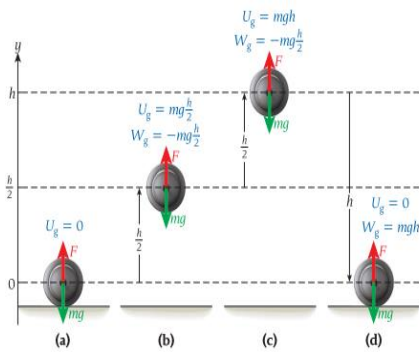 U_g = mgh
W_g = −mg h/2
y
F
h
U_g = mg h/2
W_g = −mg h/2
mg
h/2
F
h/2
h
mg
U_g = 0
U_g = 0
W_g = mgh
h/2
F
F
0
mg
mg
(a)
(b)
(c)
(d)